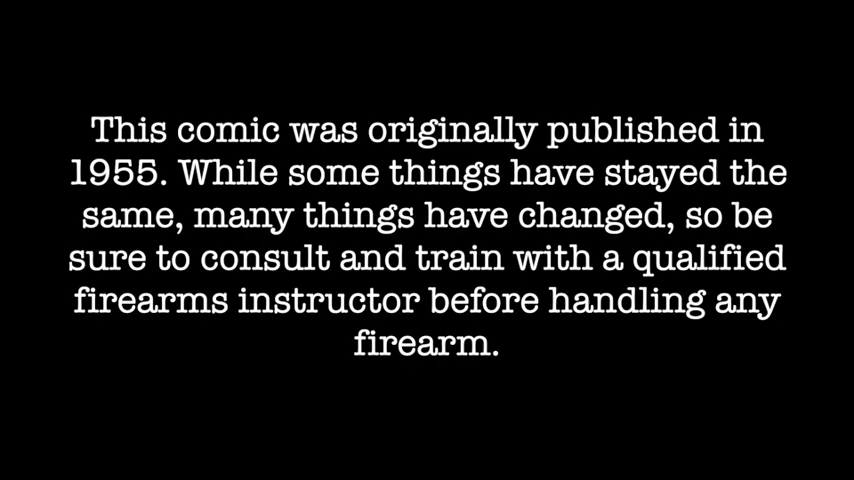 This comic was originally published in
1955. While some things have stayed the
same, many things have changed, so be
sure to consult and train with a qualified
firearms instructor before handling any
firearm.